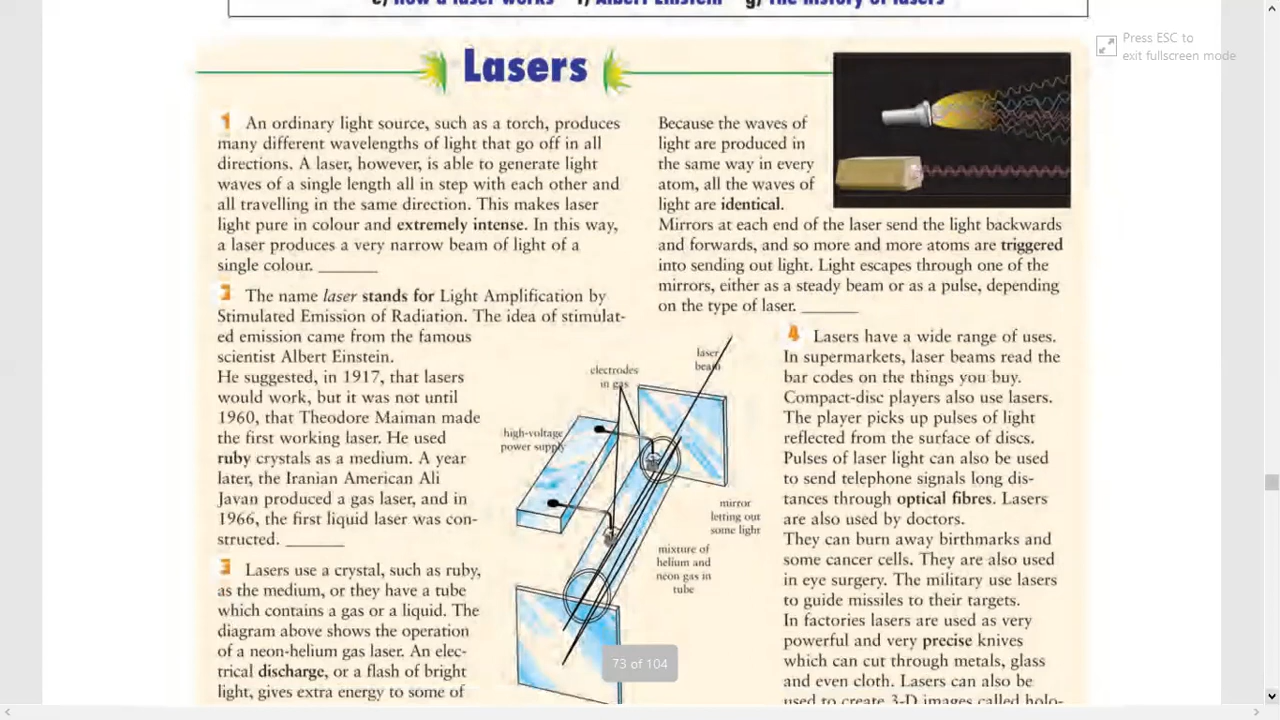 e) How a laser works f) Albert Einstein g) The history of lasers
Press ESC to
exit fullscreen mode
Lasers
1 An ordinary light source, such as a torch, produces
many different wavelengths of light that go off in all
directions. A laser, however, is able to generate light
waves of a single length all in step with each other and
all travelling in the same direction. This makes laser
light pure in colour and extremely intense. In this way,
a laser produces a very narrow beam of light of a
single colour. ______
2 The name laser stands for Light Amplification by
Stimulated Emission of Radiation. The idea of stimulat-
ed emission came from the famous
scientist Albert Einstein.
He suggested, in 1917, that lasers
would work, but it was not until
1960, that Theodore Maiman made
the first working laser. He used
ruby crystals as a medium. A year
later, the Iranian American Ali
Javan produced a gas laser, and in
1966, the first liquid laser was con-
structed. ______
3 Lasers use a crystal, such as ruby,
as the medium, or they have a tube
which contains a gas or a liquid. The
diagram above shows the operation
of a neon-helium gas laser. An elec-
trical discharge, or a flash of bright
light, gives extra energy to some of
Because the waves of
light are produced in
the same way in every
atom, all the waves of
light are identical.
Mirrors at each end of the laser send the light backwards
and forwards, and so more and more atoms are triggered
into sending out light. Light escapes through one of the
mirrors, either as a steady beam or as a pulse, depending
on the type of laser. ______
laser
beam
electrodes
in gas
high-voltage
power supply
mirror
letting out
some light
mixture of
helium and
neon gas in
tube
4 Lasers have a wide range of uses.
In supermarkets, laser beams read the
bar codes on the things you buy.
Compact-disc players also use lasers.
The player picks up pulses of light
reflected from the surface of discs.
Pulses of laser light can also be used
to send telephone signals long dis-
tances through optical fibres. Lasers
are also used by doctors.
They can burn away birthmarks and
some cancer cells. They are also used
in eye surgery. The military use lasers
to guide missiles to their targets.
In factories lasers are used as very
powerful and very precise knives
which can cut through metals, glass
and even cloth. Lasers can also be
used to create 3-D images called holo-
73 of 104